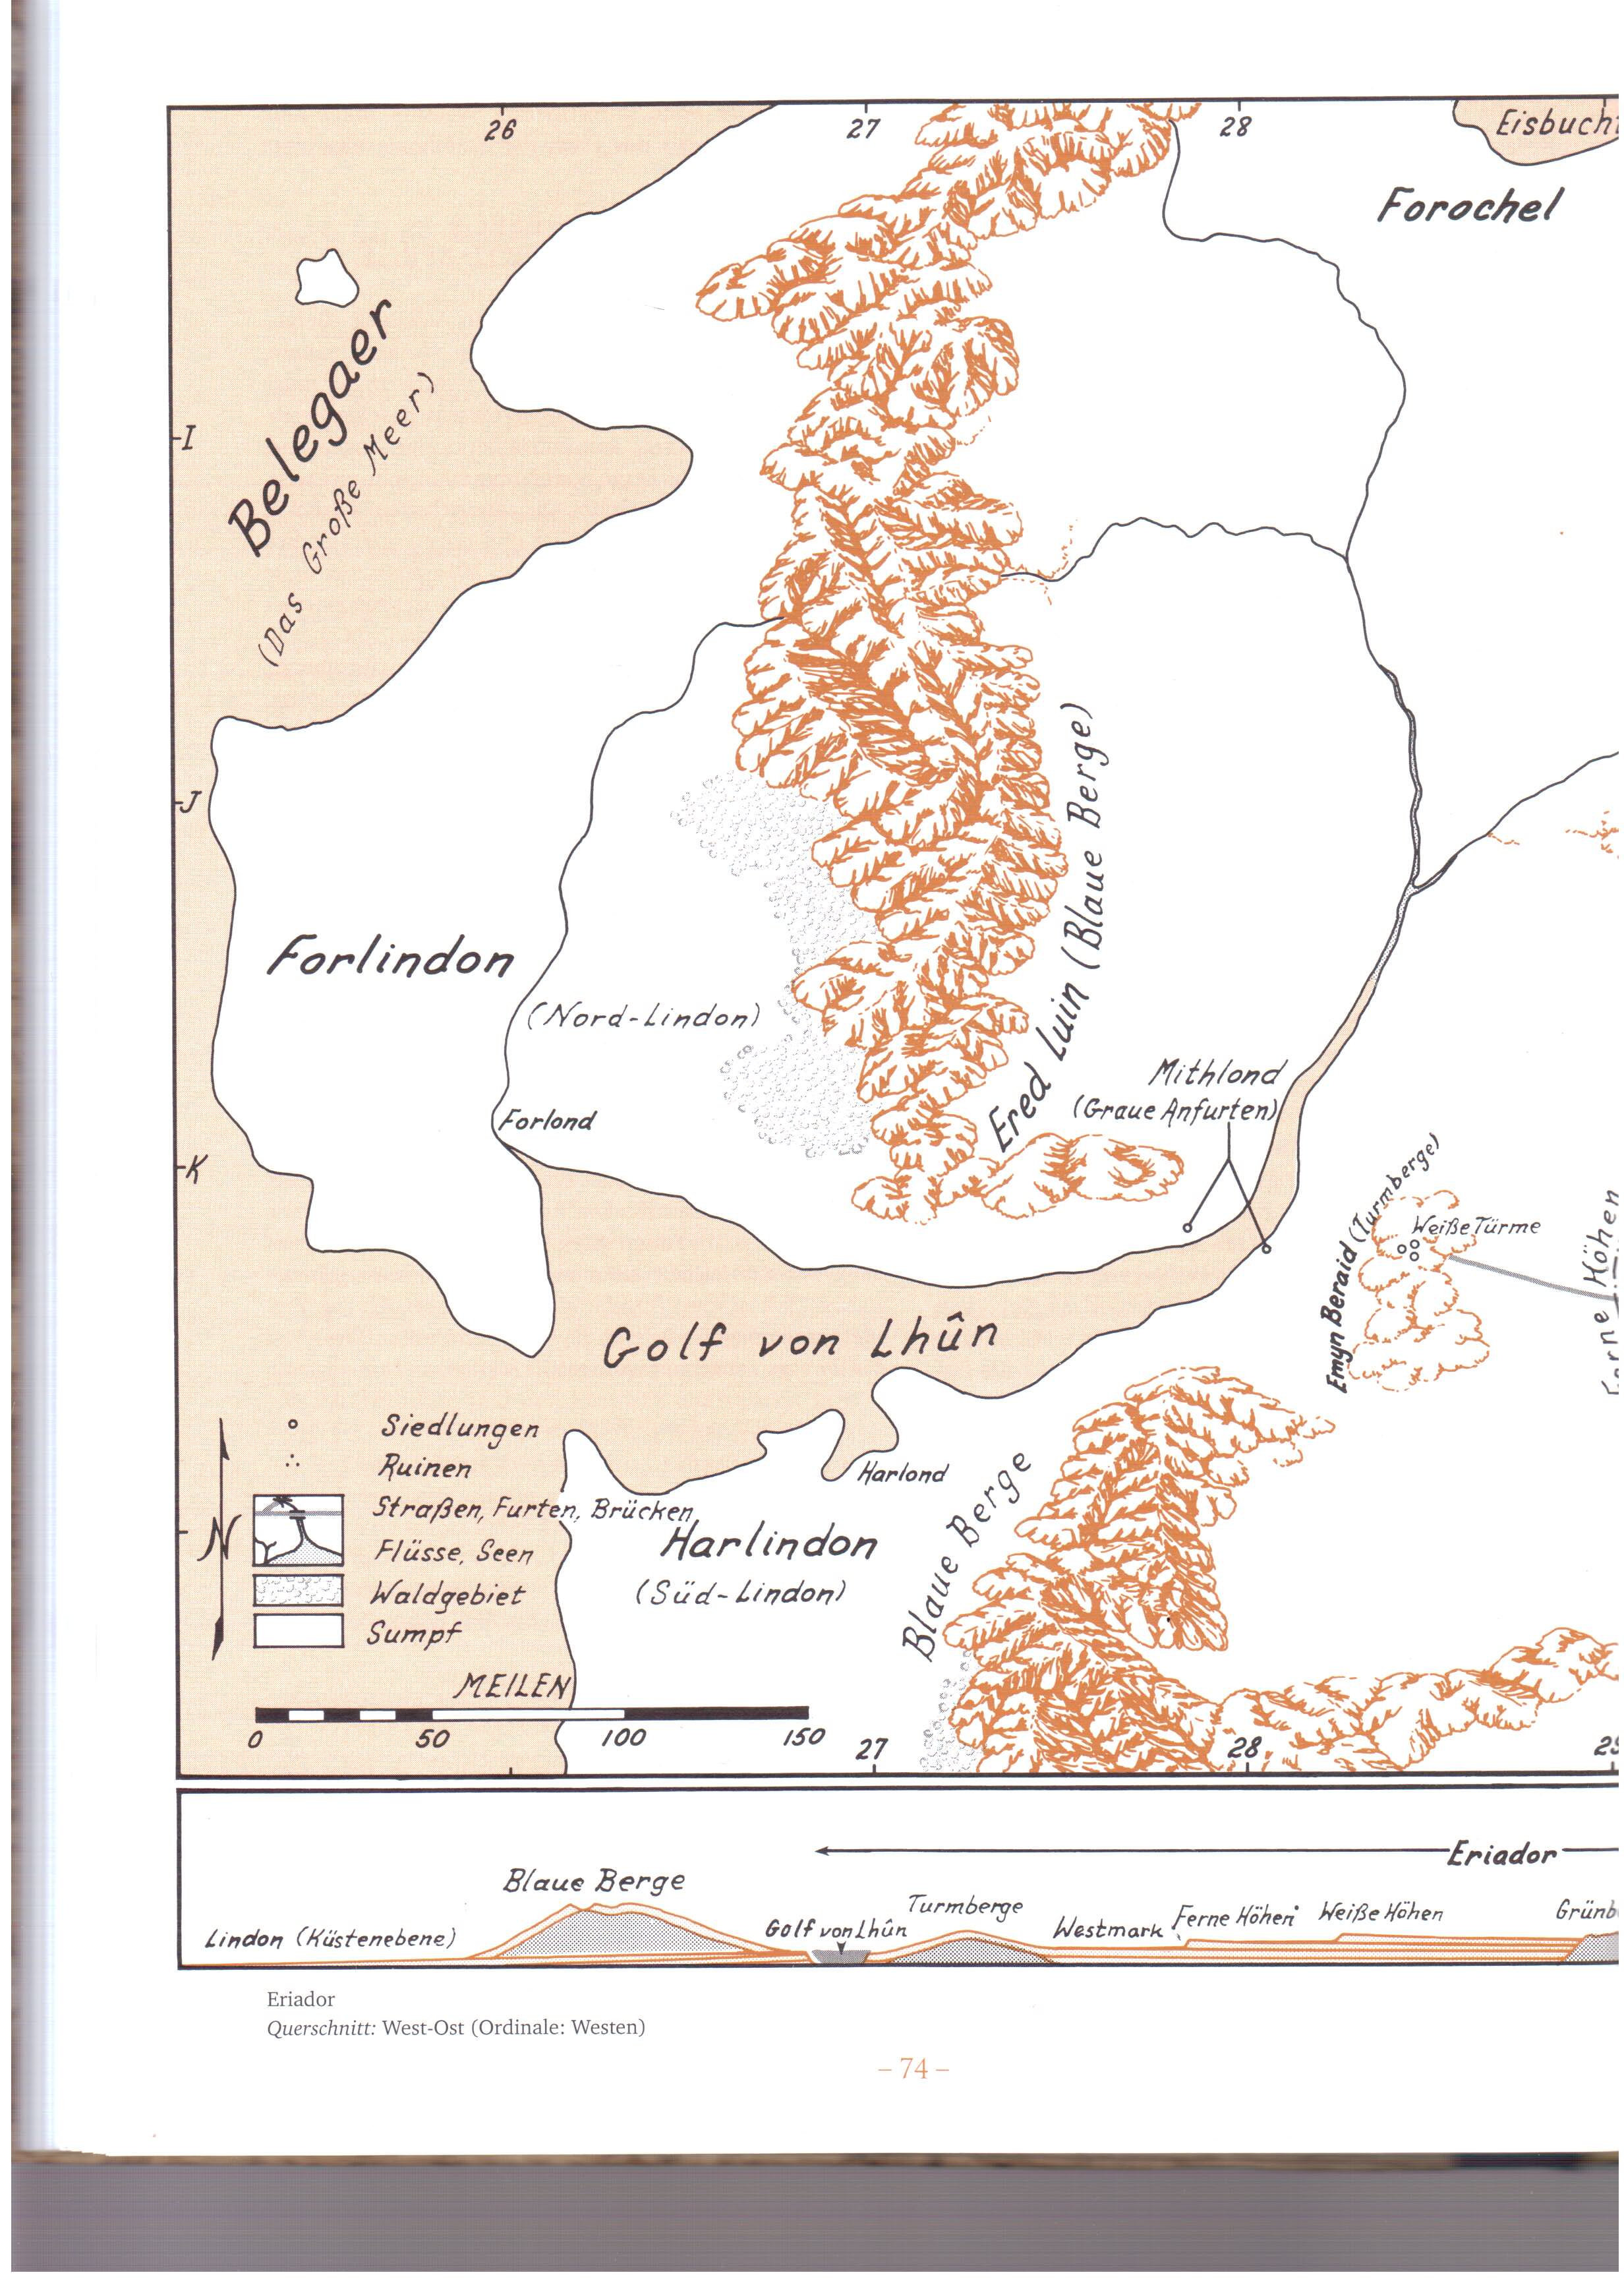 26
27
28
Eisbucht
Forochel
Belegaer
(Das Große Meer)
I
J
K
Forlindon
(Nord-Lindon)
Ered Luin (Blaue Berge)
Mithlond
(Graue Anfurten)
Forlond
Emyn Beraid (Turmberge)
Weiße Türme
Ferne Höhen
Golf von Lhûn
Harlond
Harlindon
(Süd-Lindon)
Blaue Berge
N
Siedlungen
Ruinen
Straßen, Furten, Brücken
Flüsse, Seen
Waldgebiet
Sumpf
MEILEN
0 50 100 150
27
28
Eriador
Blaue Berge
Lindon (Küstenebene)
Golf von Lhûn
Turmberge
Westmark
Ferne Höhen
Weiße Höhen
Eriador
Querschnitt: West-Ost (Ordinale: Westen)
– 74 –